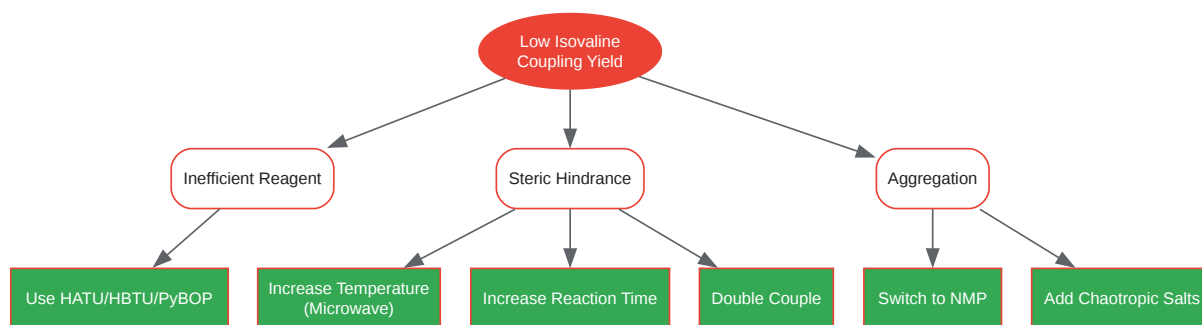 Low Isovaline
Coupling Yield
Inefficient Reagent
Steric Hindrance
Aggregation
Use HATU/HBTU/PyBOP
Increase Temperature
(Microwave)
Increase Reaction Time
Double Couple
Switch to NMP
Add Chaotropic Salts